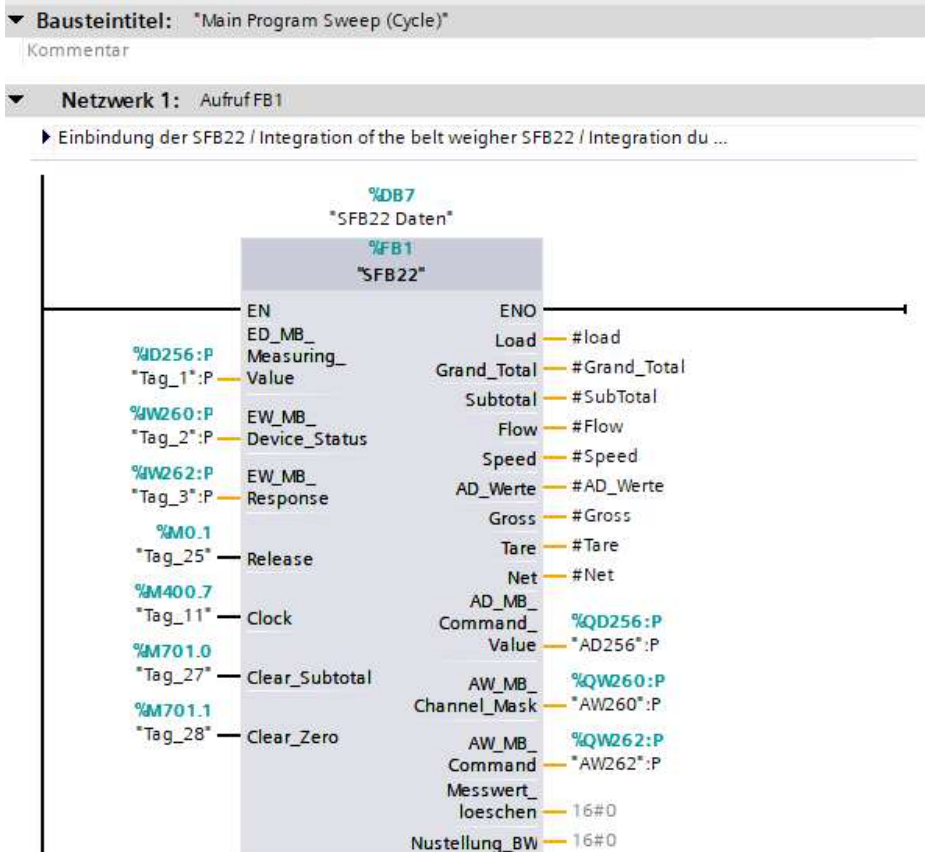 Bausteintitel: "Main Program Sweep (Cycle)"
Kommentar
Netzwerk 1: Aufruf FB1
Einbindung der SFB22 / Integration of the belt weigher SFB22 / Integration du ...
%DB7
"SFB22 Daten"
%FB1
"SFB22"
EN
ENO
%ID256:P
"Tag_1":P
ED_MB_
Measuring_
Value
%IW260:P
"Tag_2":P
EW_MB_
Device_Status
%IW262:P
"Tag_3":P
EW_MB_
Response
%M0.1
"Tag_25"
Release
%M400.7
"Tag_11"
Clock
%M701.0
"Tag_27"
Clear_Subtotal
%M701.1
"Tag_28"
Clear_Zero
Load #load
Grand_Total #Grand_Total
Subtotal #SubTotal
Flow #Flow
Speed #Speed
AD_Werte #AD_Werte
Gross #Gross
Tare #Tare
Net #Net
AD_MB_
Command_
Value
%QD256:P
"AD256":P
AW_MB_
Channel_Mask
%QW260:P
"AW260":P
AW_MB_
Command
%QW262:P
"AW262":P
Messwert_
loeschen 16#0
Nustellung_BW 16#0